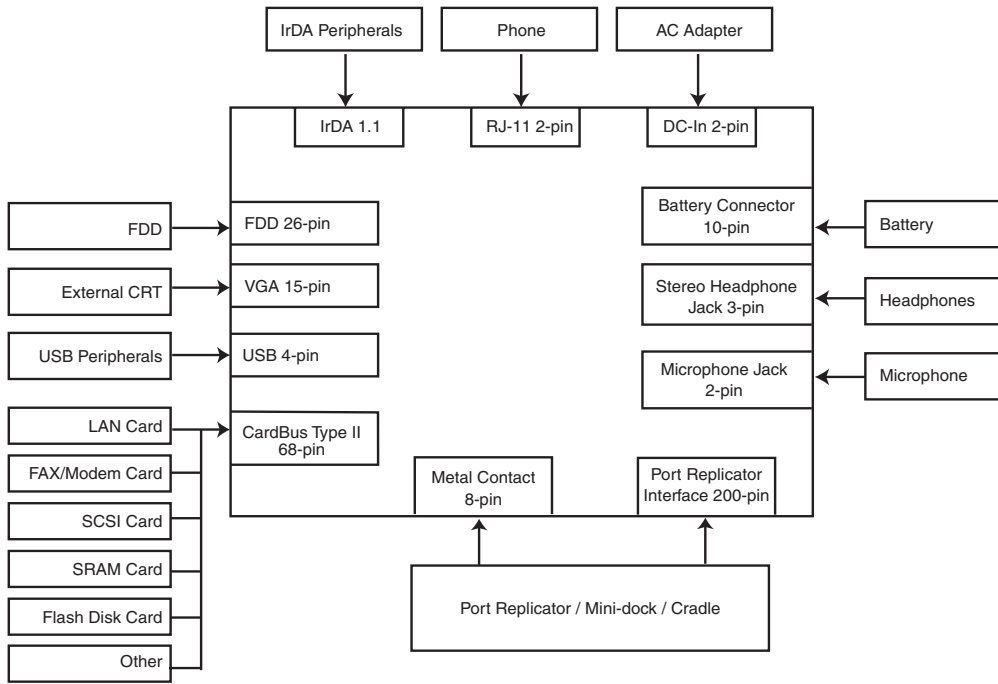 IrDA Peripherals
Phone
AC Adapter
IrDA 1.1
RJ-11 2-pin
DC-In 2-pin
FDD
FDD 26-pin
Battery Connector
10-pin
Battery
External CRT
VGA 15-pin
Stereo Headphone
Jack 3-pin
Headphones
USB Peripherals
USB 4-pin
Microphone Jack
2-pin
Microphone
LAN Card
CardBus Type II
68-pin
FAX/Modem Card
Metal Contact
8-pin
Port Replicator
Interface 200-pin
SCSI Card
SRAM Card
Flash Disk Card
Other
Port Replicator / Mini-dock / Cradle